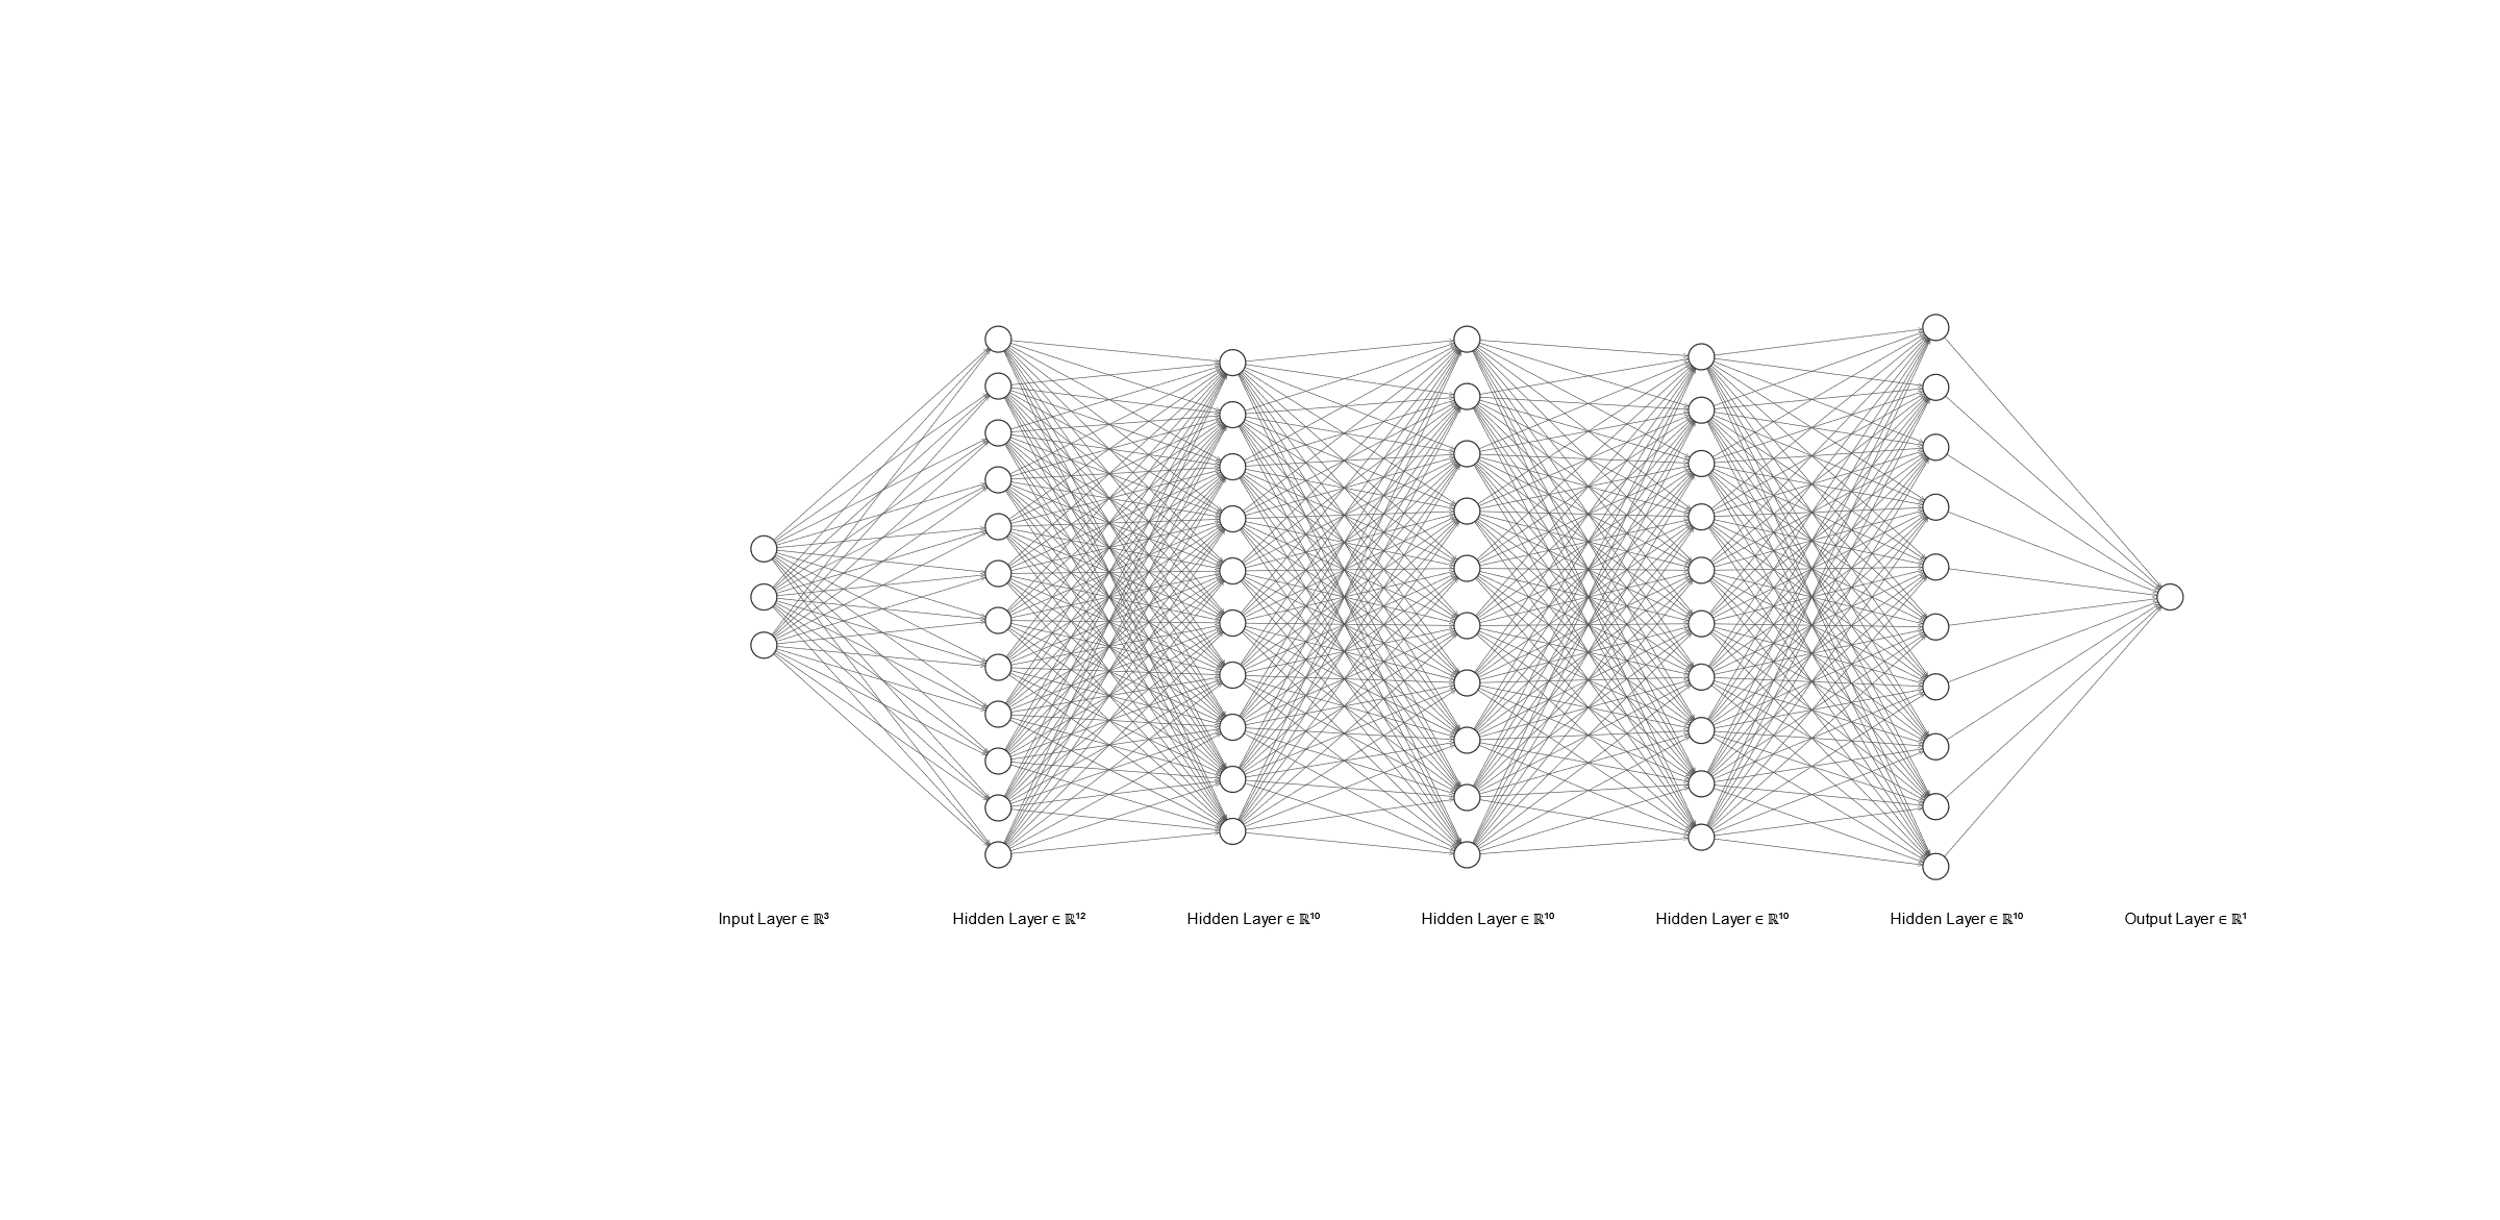 Input Layer ∈ ℝ³
Hidden Layer ∈ ℝ¹²
Hidden Layer ∈ ℝ¹⁰
Hidden Layer ∈ ℝ¹⁰
Hidden Layer ∈ ℝ¹⁰
Hidden Layer ∈ ℝ¹⁰
Output Layer ∈ ℝ¹